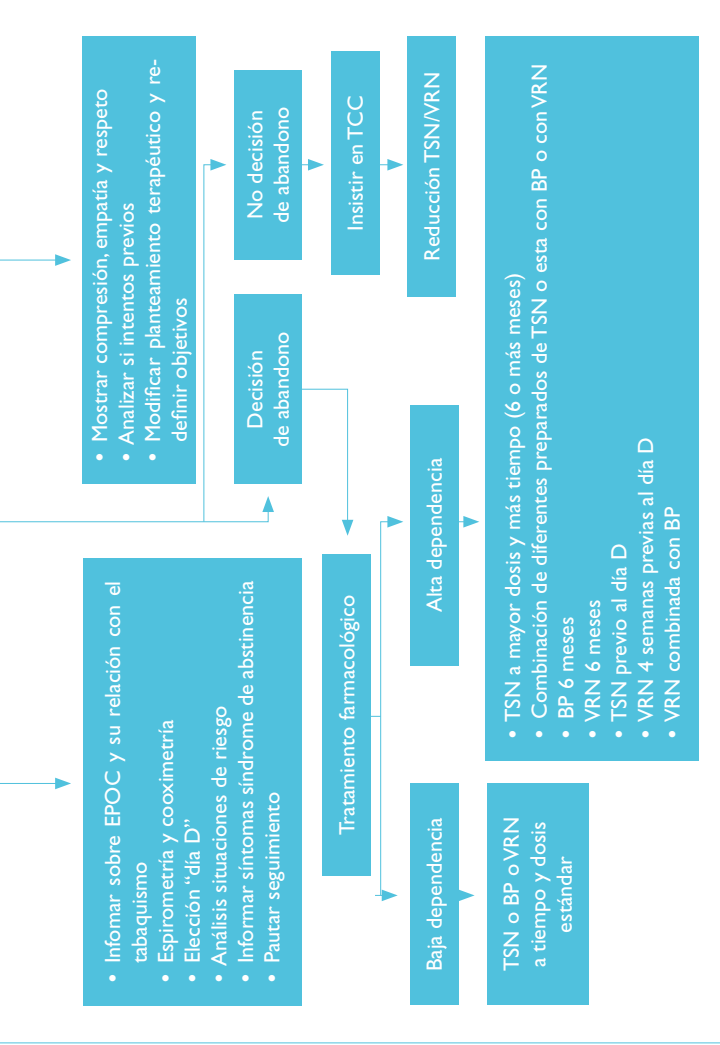 • Infomar sobre EPOC y su relación con el
tabaquismo
• Espirometría y cooximetría
• Elección “día D”
• Análisis situaciones de riesgo
• Informar síntomas síndrome de abstinencia
• Pautar seguimiento
• Mostrar compresión, empatía y respeto
• Analizar si intentos previos
• Modificar planteamiento terapéutico y re-
definir objetivos
Decisión
de abandono
No decisión
de abandono
Insistir en TCC
Reducción TSN/VRN
Tratamiento farmacológico
Baja dependencia
Alta dependencia
TSN o BP o VRN
a tiempo y dosis
estándar
• TSN a mayor dosis y más tiempo (6 o más meses)
• Combinación de diferentes preparados de TSN o esta con BP o con VRN
• BP 6 meses
• VRN 6 meses
• TSN previo al día D
• VRN 4 semanas previas al día D
• VRN combinada con BP